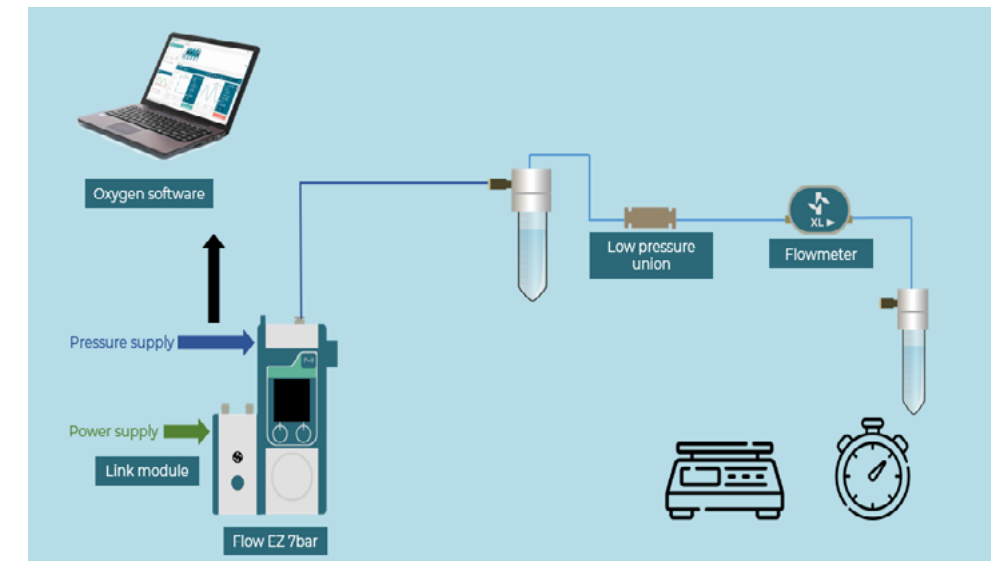 Oxygen software
Low pressure
union
XL
Flowmeter
Pressure supply
Power supply
Link module
Flow EZ 7bar